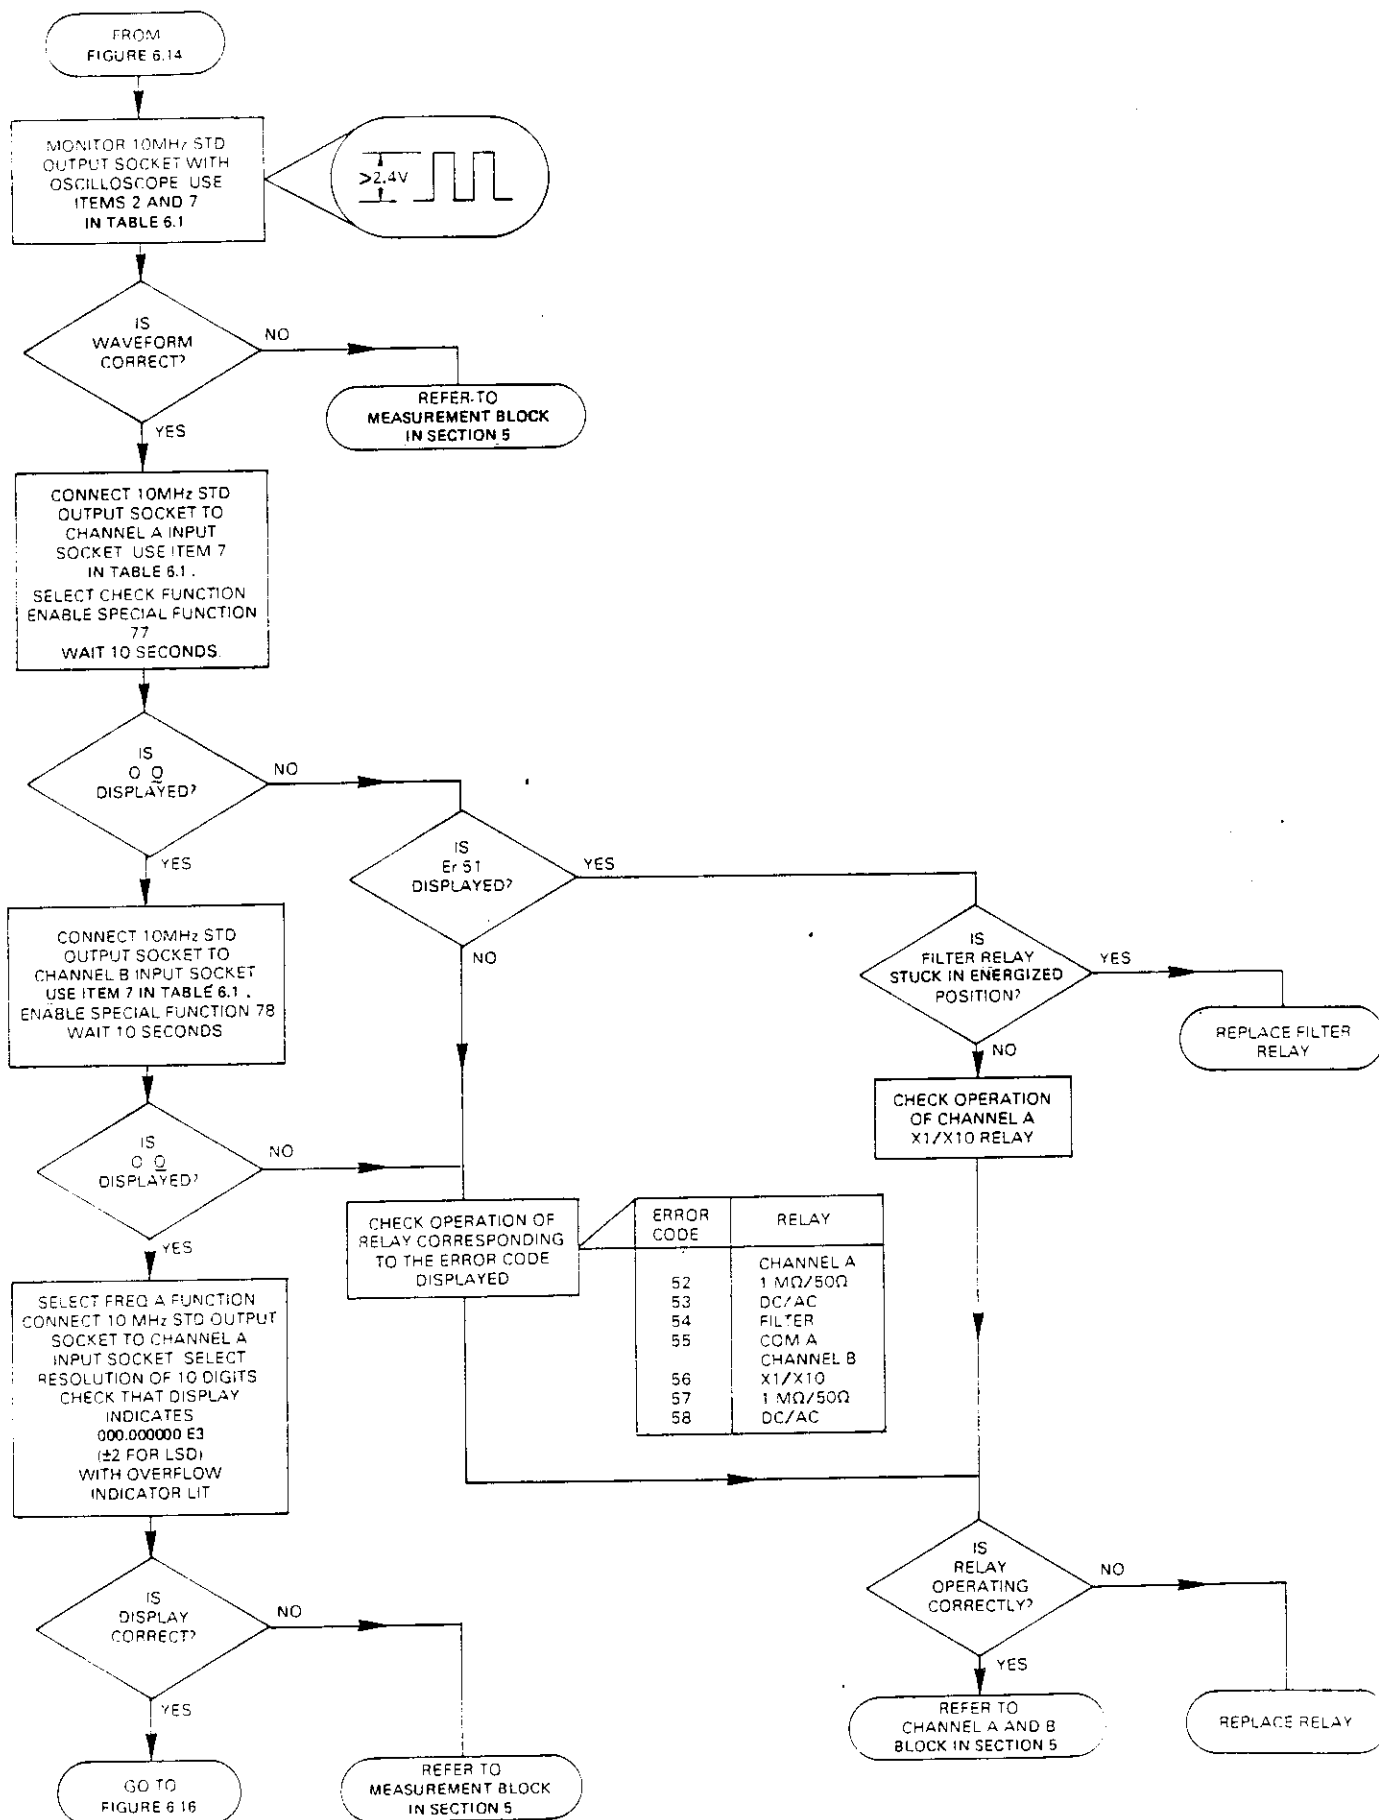 FROM
FIGURE 6.14
MONITOR 10MHz STD
OUTPUT SOCKET WITH
OSCILLOSCOPE USE
ITEMS 2 AND 7
IN TABLE 6.1
>2.4V
IS
WAVEFORM
CORRECT?
NO
REFER TO
MEASUREMENT BLOCK
IN SECTION 5
YES
CONNECT 10MHz STD
OUTPUT SOCKET TO
CHANNEL A INPUT
SOCKET USE ITEM 7
IN TABLE 6.1.
SELECT CHECK FUNCTION
ENABLE SPECIAL FUNCTION
77
WAIT 10 SECONDS.
IS
O O
DISPLAYED?
NO
YES
IS
Er 51
DISPLAYED?
YES
NO
IS
FILTER RELAY
STUCK IN ENERGIZED
POSITION?
YES
REPLACE FILTER
RELAY
NO
CHECK OPERATION
OF CHANNEL A
X1/X10 RELAY
CONNECT 10MHz STD
OUTPUT SOCKET TO
CHANNEL B INPUT SOCKET
USE ITEM 7 IN TABLE 6.1.
ENABLE SPECIAL FUNCTION 78
WAIT 10 SECONDS
IS
O O
DISPLAYED?
NO
YES
CHECK OPERATION OF
RELAY CORRESPONDING
TO THE ERROR CODE
DISPLAYED
ERROR CODE RELAY
CHANNEL A
52 1 MΩ/50Ω
53 DC/AC
54 FILTER
55 COM A
CHANNEL B
56 X1/X10
57 1 MΩ/50Ω
58 DC/AC
SELECT FREQ A FUNCTION
CONNECT 10 MHz STD OUTPUT
SOCKET TO CHANNEL A
INPUT SOCKET SELECT
RESOLUTION OF 10 DIGITS
CHECK THAT DISPLAY
INDICATES
000.000000 E3
(±2 FOR LSD)
WITH OVERFLOW
INDICATOR LIT
IS
DISPLAY
CORRECT?
NO
REFER TO
MEASUREMENT BLOCK
IN SECTION 5
YES
GO TO
FIGURE 6.16
IS
RELAY
OPERATING
CORRECTLY?
NO
REPLACE RELAY
YES
REFER TO
CHANNEL A AND B
BLOCK IN SECTION 5